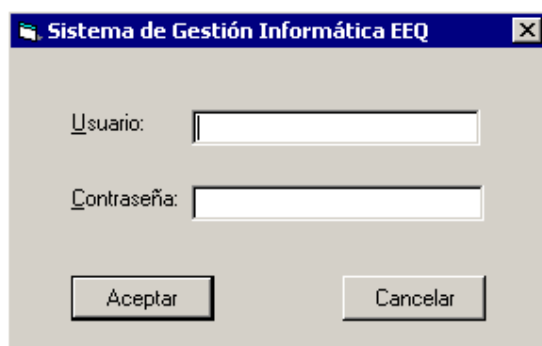 Sistema de Gestión Informática EEQ
Usuario:
Contraseña:
Aceptar Cancelar